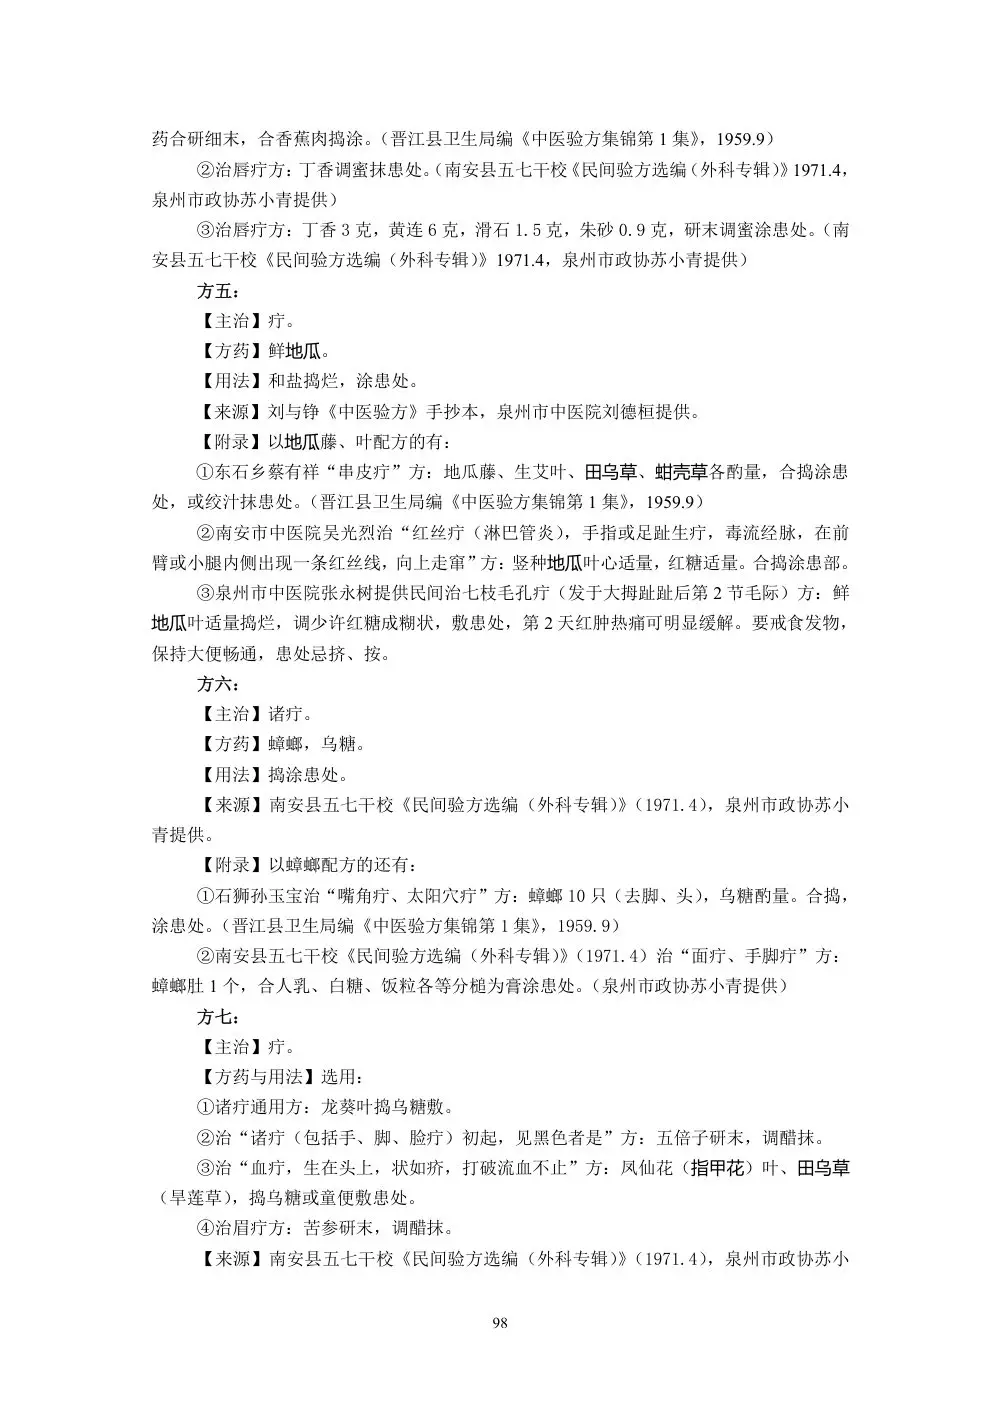 药合研细末，合香蕉肉捣涂。（晋江县卫生局编《中医验方集锦第 1 集》，1959.9）
②治唇疔方：丁香调蜜抹患处。（南安县五七干校《民间验方选编（外科专辑）》1971.4，
泉州市政协苏小青提供）
③治唇疔方：丁香 3 克，黄连 6 克，滑石 1.5 克，朱砂 0.9 克，研末调蜜涂患处。（南
安县五七干校《民间验方选编（外科专辑）》1971.4，泉州市政协苏小青提供）
方五：
【主治】疔。
【方药】鲜地瓜。
【用法】和盐捣烂，涂患处。
【来源】刘与铮《中医验方》手抄本，泉州市中医院刘德桓提供。
【附录】以地瓜藤、叶配方的有：
①东石乡蔡有祥“串皮疔”方：地瓜藤、生艾叶、田乌草、蚶壳草各酌量，合捣涂患
处，或绞汁抹患处。（晋江县卫生局编《中医验方集锦第 1 集》，1959.9）
②南安市中医院吴光烈治“红丝疔（淋巴管炎），手指或足趾生疔，毒流经脉，在前
臂或小腿内侧出现一条红丝线，向上走窜”方：竖种地瓜叶心适量，红糖适量。合捣涂患部。
③泉州市中医院张永树提供民间治七枝毛孔疔（发于大拇趾趾后第 2 节毛际）方：鲜
地瓜叶适量捣烂，调少许红糖成糊状，敷患处，第 2 天红肿热痛可明显缓解。要戒食发物，
保持大便畅通，患处忌挤、按。
方六：
【主治】诸疔。
【方药】蟑螂，乌糖。
【用法】捣涂患处。
【来源】南安县五七干校《民间验方选编（外科专辑）》（1971.4），泉州市政协苏小
青提供。
【附录】以蟑螂配方的还有：
①石狮孙玉宝治“嘴角疔、太阳穴疔”方：蟑螂 10 只（去脚、头），乌糖酌量。合捣，
涂患处。（晋江县卫生局编《中医验方集锦第 1 集》，1959.9）
②南安县五七干校《民间验方选编（外科专辑）》（1971.4）治“面疔、手脚疔”方：
蟑螂肚 1 个，合人乳、白糖、饭粒各等分槌为膏涂患处。（泉州市政协苏小青提供）
方七：
【主治】疔。
【方药与用法】选用：
①诸疔通用方：龙葵叶捣乌糖敷。
②治“诸疔（包括手、脚、脸疔）初起，见黑色者是”方：五倍子研末，调醋抹。
③治“血疔，生在头上，状如疥，打破流血不止”方：凤仙花（指甲花）叶、田乌草
（旱莲草），捣乌糖或童便敷患处。
④治眉疔方：苦参研末，调醋抹。
【来源】南安县五七干校《民间验方选编（外科专辑）》（1971.4），泉州市政协苏小
98